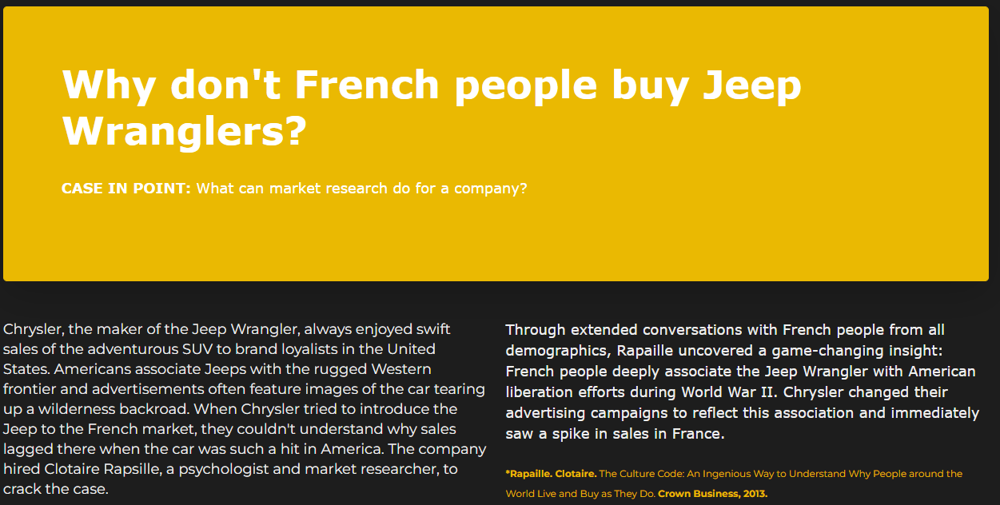 Why don't French people buy Jeep
Wranglers?
CASE IN POINT: What can market research do for a company?
Chrysler, the maker of the Jeep Wrangler, always enjoyed swift
sales of the adventurous SUV to brand loyalists in the United
States. Americans associate Jeeps with the rugged Western
frontier and advertisements often feature images of the car tearing
up a wilderness backroad. When Chrysler tried to introduce the
Jeep to the French market, they couldn't understand why sales
lagged there when the car was such a hit in America. The company
hired Clotaire Rapsille, a psychologist and market researcher, to
crack the case.
Through extended conversations with French people from all
demographics, Rapaille uncovered a game-changing insight:
French people deeply associate the Jeep Wrangler with American
liberation efforts during World War II. Chrysler changed their
advertising campaigns to reflect this association and immediately
saw a spike in sales in France.
*Rapaille. Clotaire. The Culture Code: An Ingenious Way to Understand Why People around the
World Live and Buy as They Do. Crown Business, 2013.